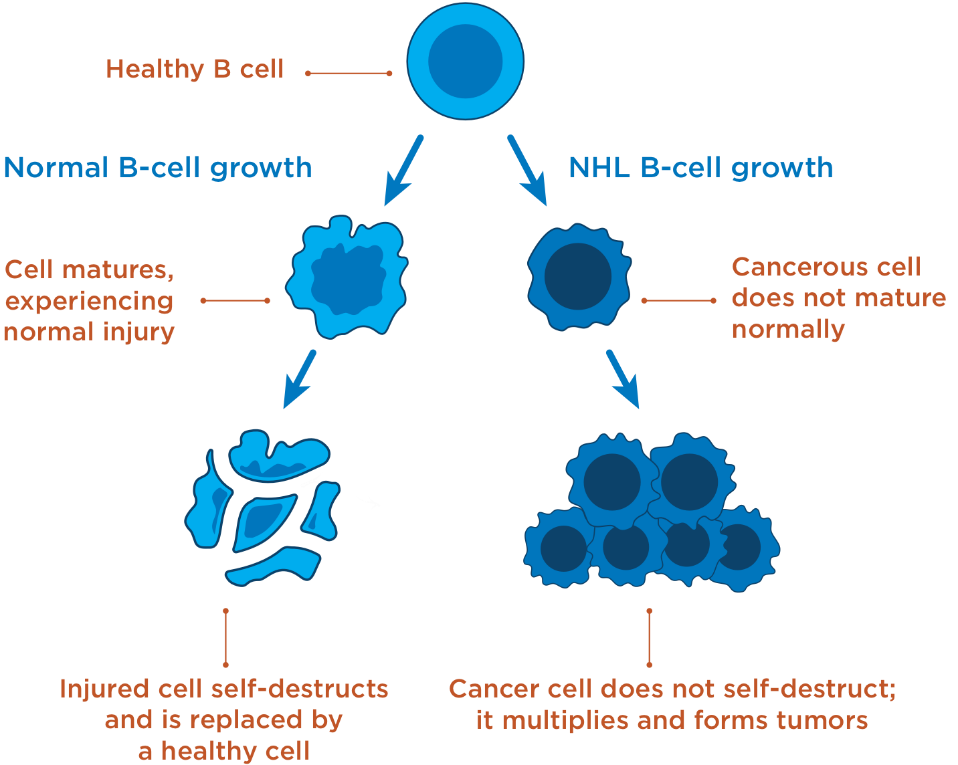 Healthy B cell
Normal B-cell growth
NHL B-cell growth
Cell matures,
experiencing
normal injury
Cancerous cell
does not mature
normally
Injured cell self-destructs
and is replaced by
a healthy cell
Cancer cell does not self-destruct;
it multiplies and forms tumors